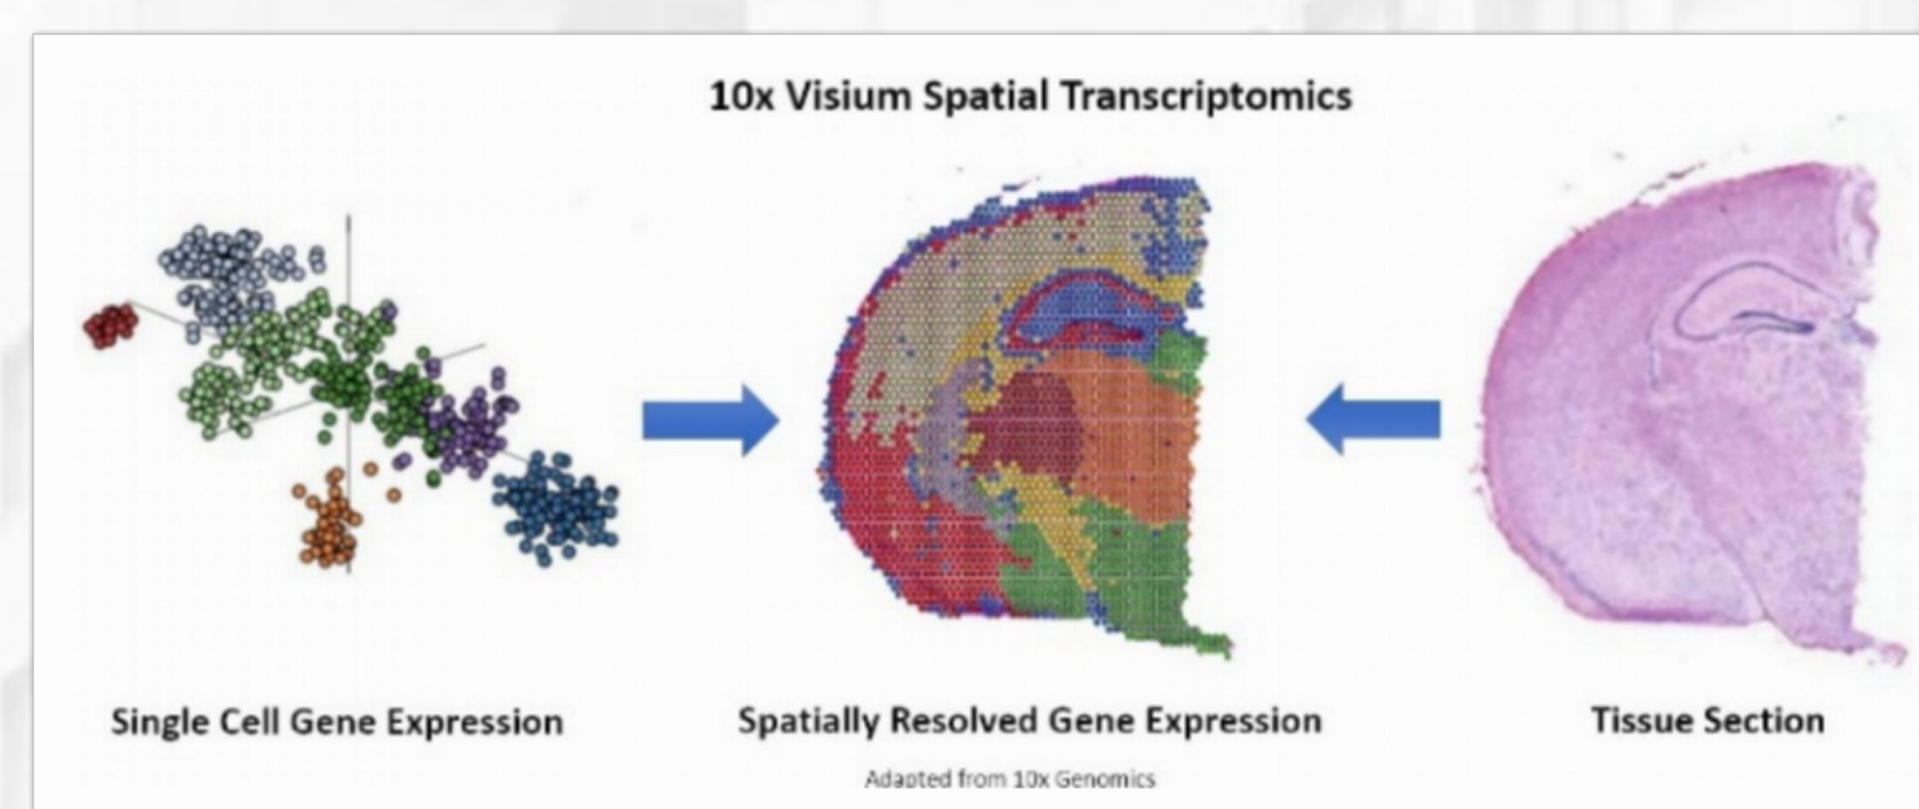 10x Visium Spatial Transcriptomics
Single Cell Gene Expression
Spatially Resolved Gene Expression
Tissue Section
Adapted from 10x Genomics